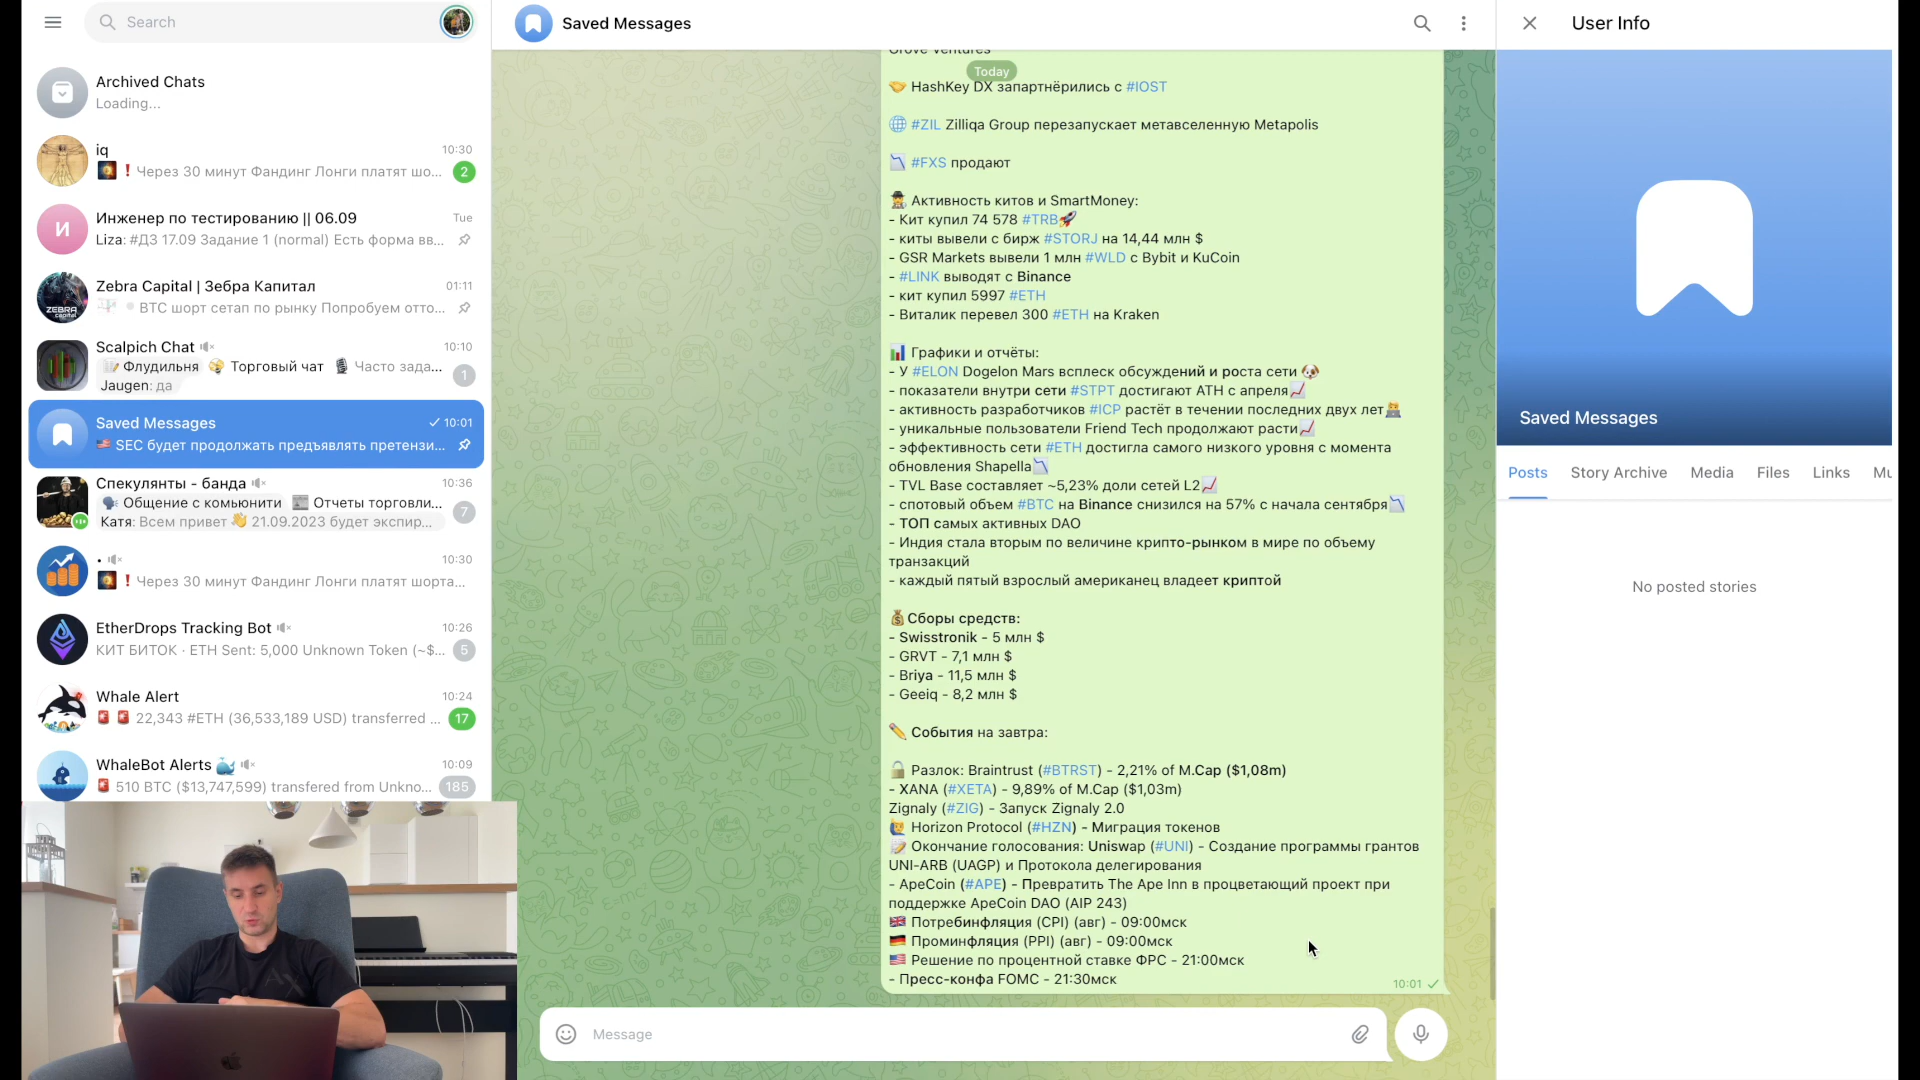 Search
Archived Chats
Loading...
iq
10:30
❗ Через 30 минут Фандинг Лонги платят шо...
2
И
Инженер по тестированию || 06.09
Tue
Liza: #ДЗ 17.09 Задание 1 (normal) Есть форма вв...
Zebra Capital | Зебра Капитал
01:11
BTC шорт сетап по рынку Попробуем отто...
ZEBRA
capital
Scalpich Chat
10:10
📝 Флудильня 🤑 Торговый чат 🎙 Часто зада...
Jaugen: да
1
Saved Messages
10:01
🇺🇸 SEC будет продолжать предъявлять претензи...
Спекулянты - банда
10:36
🗣 Общение с комьюнити 📰 Отчеты торговли...
Катя: Всем привет 👋 21.09.2023 будет экспир...
7
•
10:30
❗ Через 30 минут Фандинг Лонги платят шорта...
EtherDrops Tracking Bot
10:26
КИТ БИТОК · ETH Sent: 5,000 Unknown Token (~$...
5
Whale Alert
10:24
🚨 🚨 22,343 #ETH (36,533,189 USD) transferred ...
17
WhaleBot Alerts 🐳
10:09
🚨 510 BTC ($13,747,599) transfered from Unkno...
185
Saved Messages
Grove Ventures
Today
🤝 HashKey DX запартнёрились с #IOST
🌐 #ZIL Zilliqa Group перезапускает метавселенную Metapolis
📉 #FXS продают
🕵 Активность китов и SmartMoney:
- Кит купил 74 578 #TRB🚀
- киты вывели с бирж #STORJ на 14,44 млн $
- GSR Markets вывели 1 млн #WLD с Bybit и KuCoin
- #LINK выводят с Binance
- кит купил 5997 #ETH
- Виталик перевел 300 #ETH на Kraken
📊 Графики и отчёты:
- У #ELON Dogelon Mars всплеск обсуждений и роста сети 🐶
- показатели внутри сети #STPT достигают ATH с апреля📈
- активность разработчиков #ICP растёт в течении последних двух лет🧑‍💻
- уникальные пользователи Friend Tech продолжают расти📈
- эффективность сети #ETH достигла самого низкого уровня с момента
обновления Shapella📉
- TVL Base составляет ~5,23% доли сетей L2📈
- спотовый объем #BTC на Binance снизился на 57% с начала сентября📉
- ТОП самых активных DAO
- Индия стала вторым по величине крипто-рынком в мире по объему
транзакций
- каждый пятый взрослый американец владеет криптой
💰Сборы средств:
- Swisstronik - 5 млн $
- GRVT - 7,1 млн $
- Briya - 11,5 млн $
- Geeiq - 8,2 млн $
✏️ События на завтра:
🔓 Разлок: Braintrust (#BTRST) - 2,21% of M.Cap ($1,08m)
- XANA (#XETA) - 9,89% of M.Cap ($1,03m)
Zignaly (#ZIG) - Запуск Zignaly 2.0
🙋 Horizon Protocol (#HZN) - Миграция токенов
📝 Окончание голосования: Uniswap (#UNI) - Создание программы грантов
UNI-ARB (UAGP) и Протокола делегирования
- ApeCoin (#APE) - Превратить The Ape Inn в процветающий проект при
поддержке ApeCoin DAO (AIP 243)
🇬🇧 Потребинфляция (CPI) (авг) - 09:00мск
🇩🇪 Проминфляция (PPI) (авг) - 09:00мск
🇺🇸 Решение по процентной ставке ФРС - 21:00мск
- Пресс-конфа FOMC - 21:30мск
10:01
Message
User Info
Saved Messages
Posts
Story Archive
Media
Files
Links
Mu
No posted stories